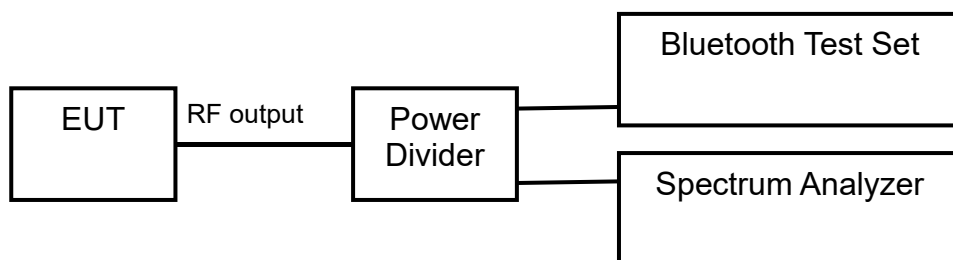 EUT
RF output
Power
Divider
Bluetooth Test Set
Spectrum Analyzer